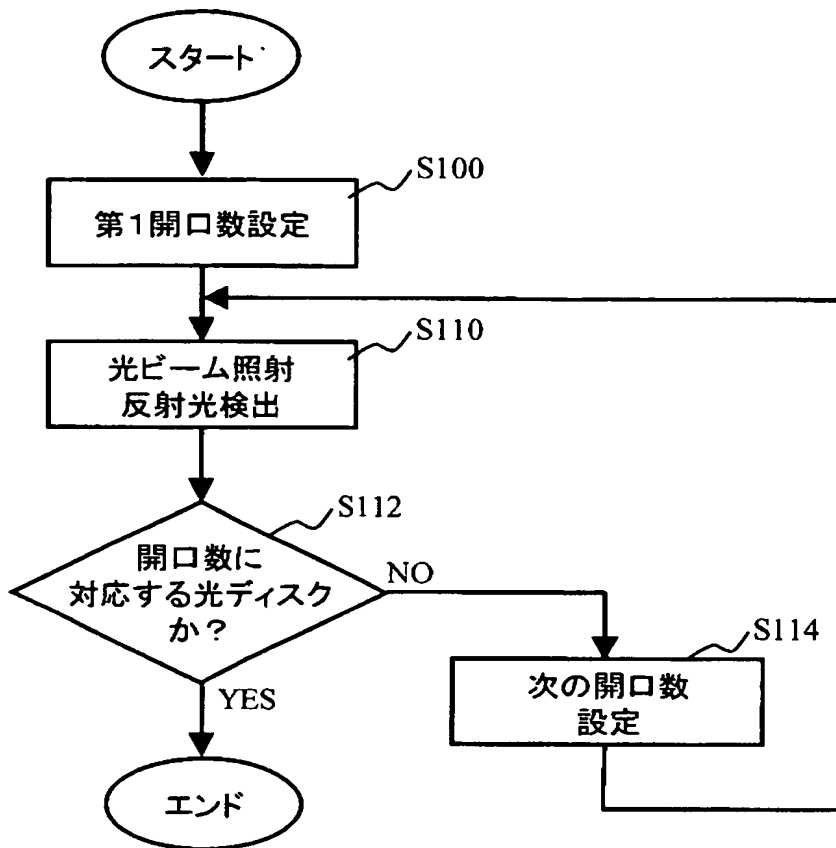 スタート
S100
第1開口数設定
S110
光ビーム照射
反射光検出
S112
開口数に
対応する光ディスク
か?
NO
S114
次の開口数
設定
YES
エンド